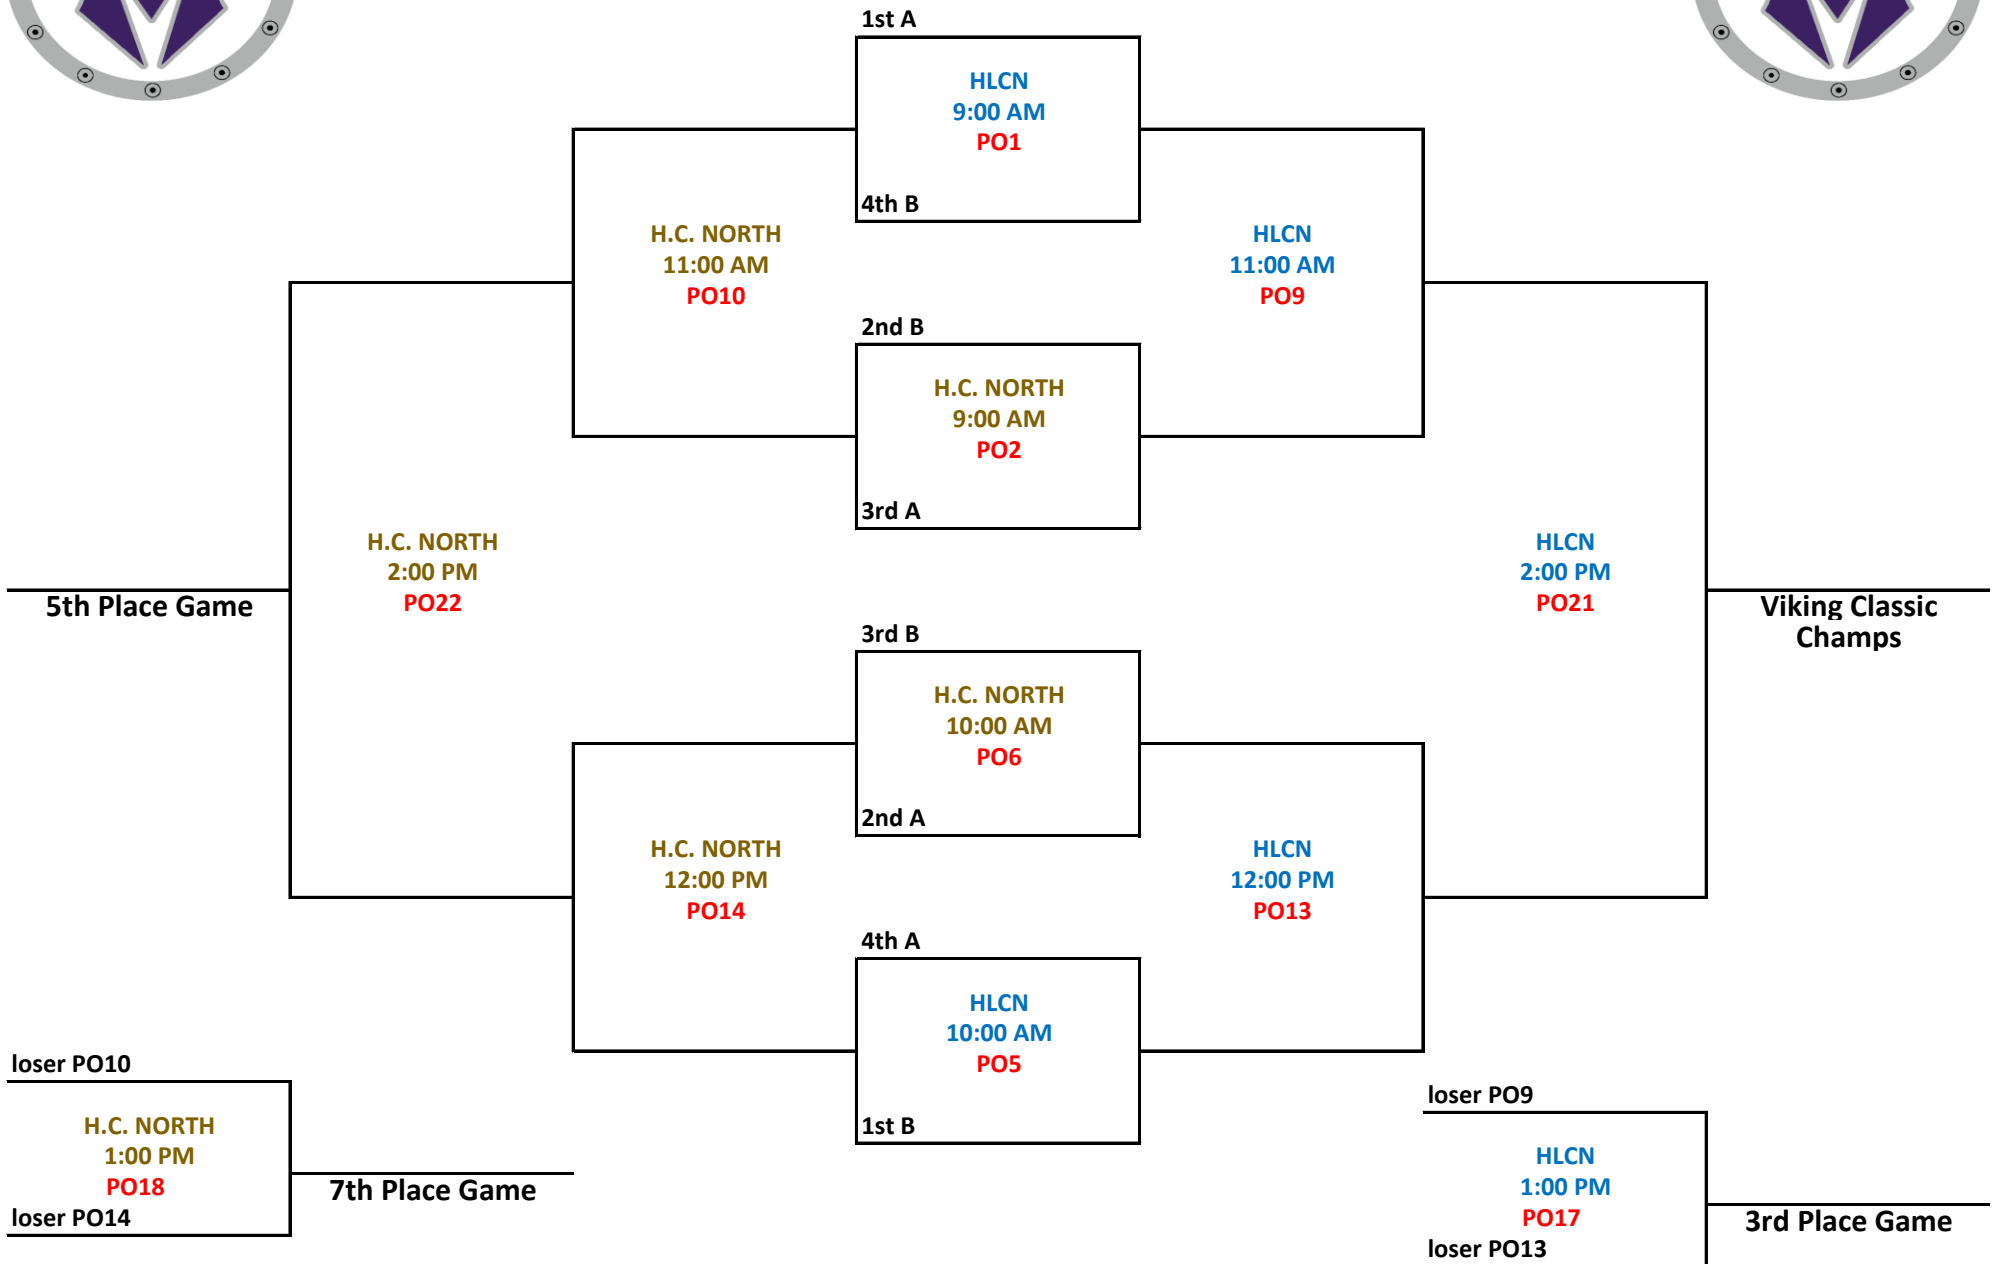 1st A
HLCN
9:00 AM
PO1
4th B
H.C. NORTH
11:00 AM
PO10
HLCN
11:00 AM
PO9
2nd B
H.C. NORTH
9:00 AM
PO2
3rd A
H.C. NORTH
2:00 PM
PO22
5th Place Game
HLCN
2:00 PM
PO21
Viking Classic
Champs
3rd B
H.C. NORTH
10:00 AM
PO6
2nd A
H.C. NORTH
12:00 PM
PO14
HLCN
12:00 PM
PO13
4th A
HLCN
10:00 AM
PO5
1st B
loser PO10
H.C. NORTH
1:00 PM
PO18
loser PO14
7th Place Game
loser PO9
HLCN
1:00 PM
PO17
loser PO13
3rd Place Game